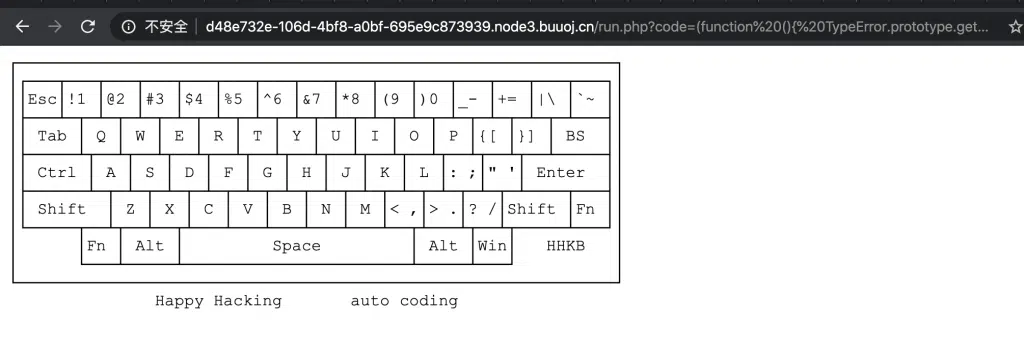 不安全 d48e732e-106d-4bf8-a0bf-695e9c873939.node3.buuoj.cn/run.php?code=(function%20(){%20TypeError.prototype.get...
Esc !1 @2 #3 $4 %5 ^6 &7 *8 (9 )0 _- += |\ `~
Tab Q W E R T Y U I O P {[ }] BS
Ctrl A S D F G H J K L : ; " ' Enter
Shift Z X C V B N M < , > . ? / Shift Fn
Fn Alt Space Alt Win HHKB
Happy Hacking auto coding